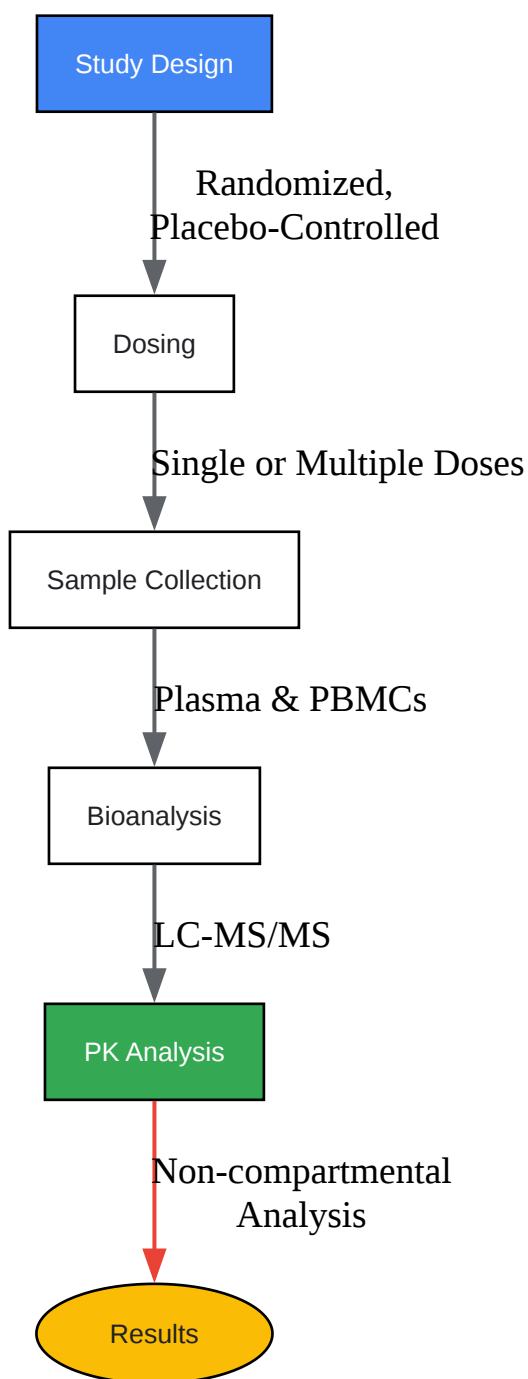 Study Design
Randomized,
Placebo-Controlled
Dosing
Single or Multiple Doses
Sample Collection
Plasma & PBMCs
Bioanalysis
LC-MS/MS
PK Analysis
Non-compartmental
Analysis
Results